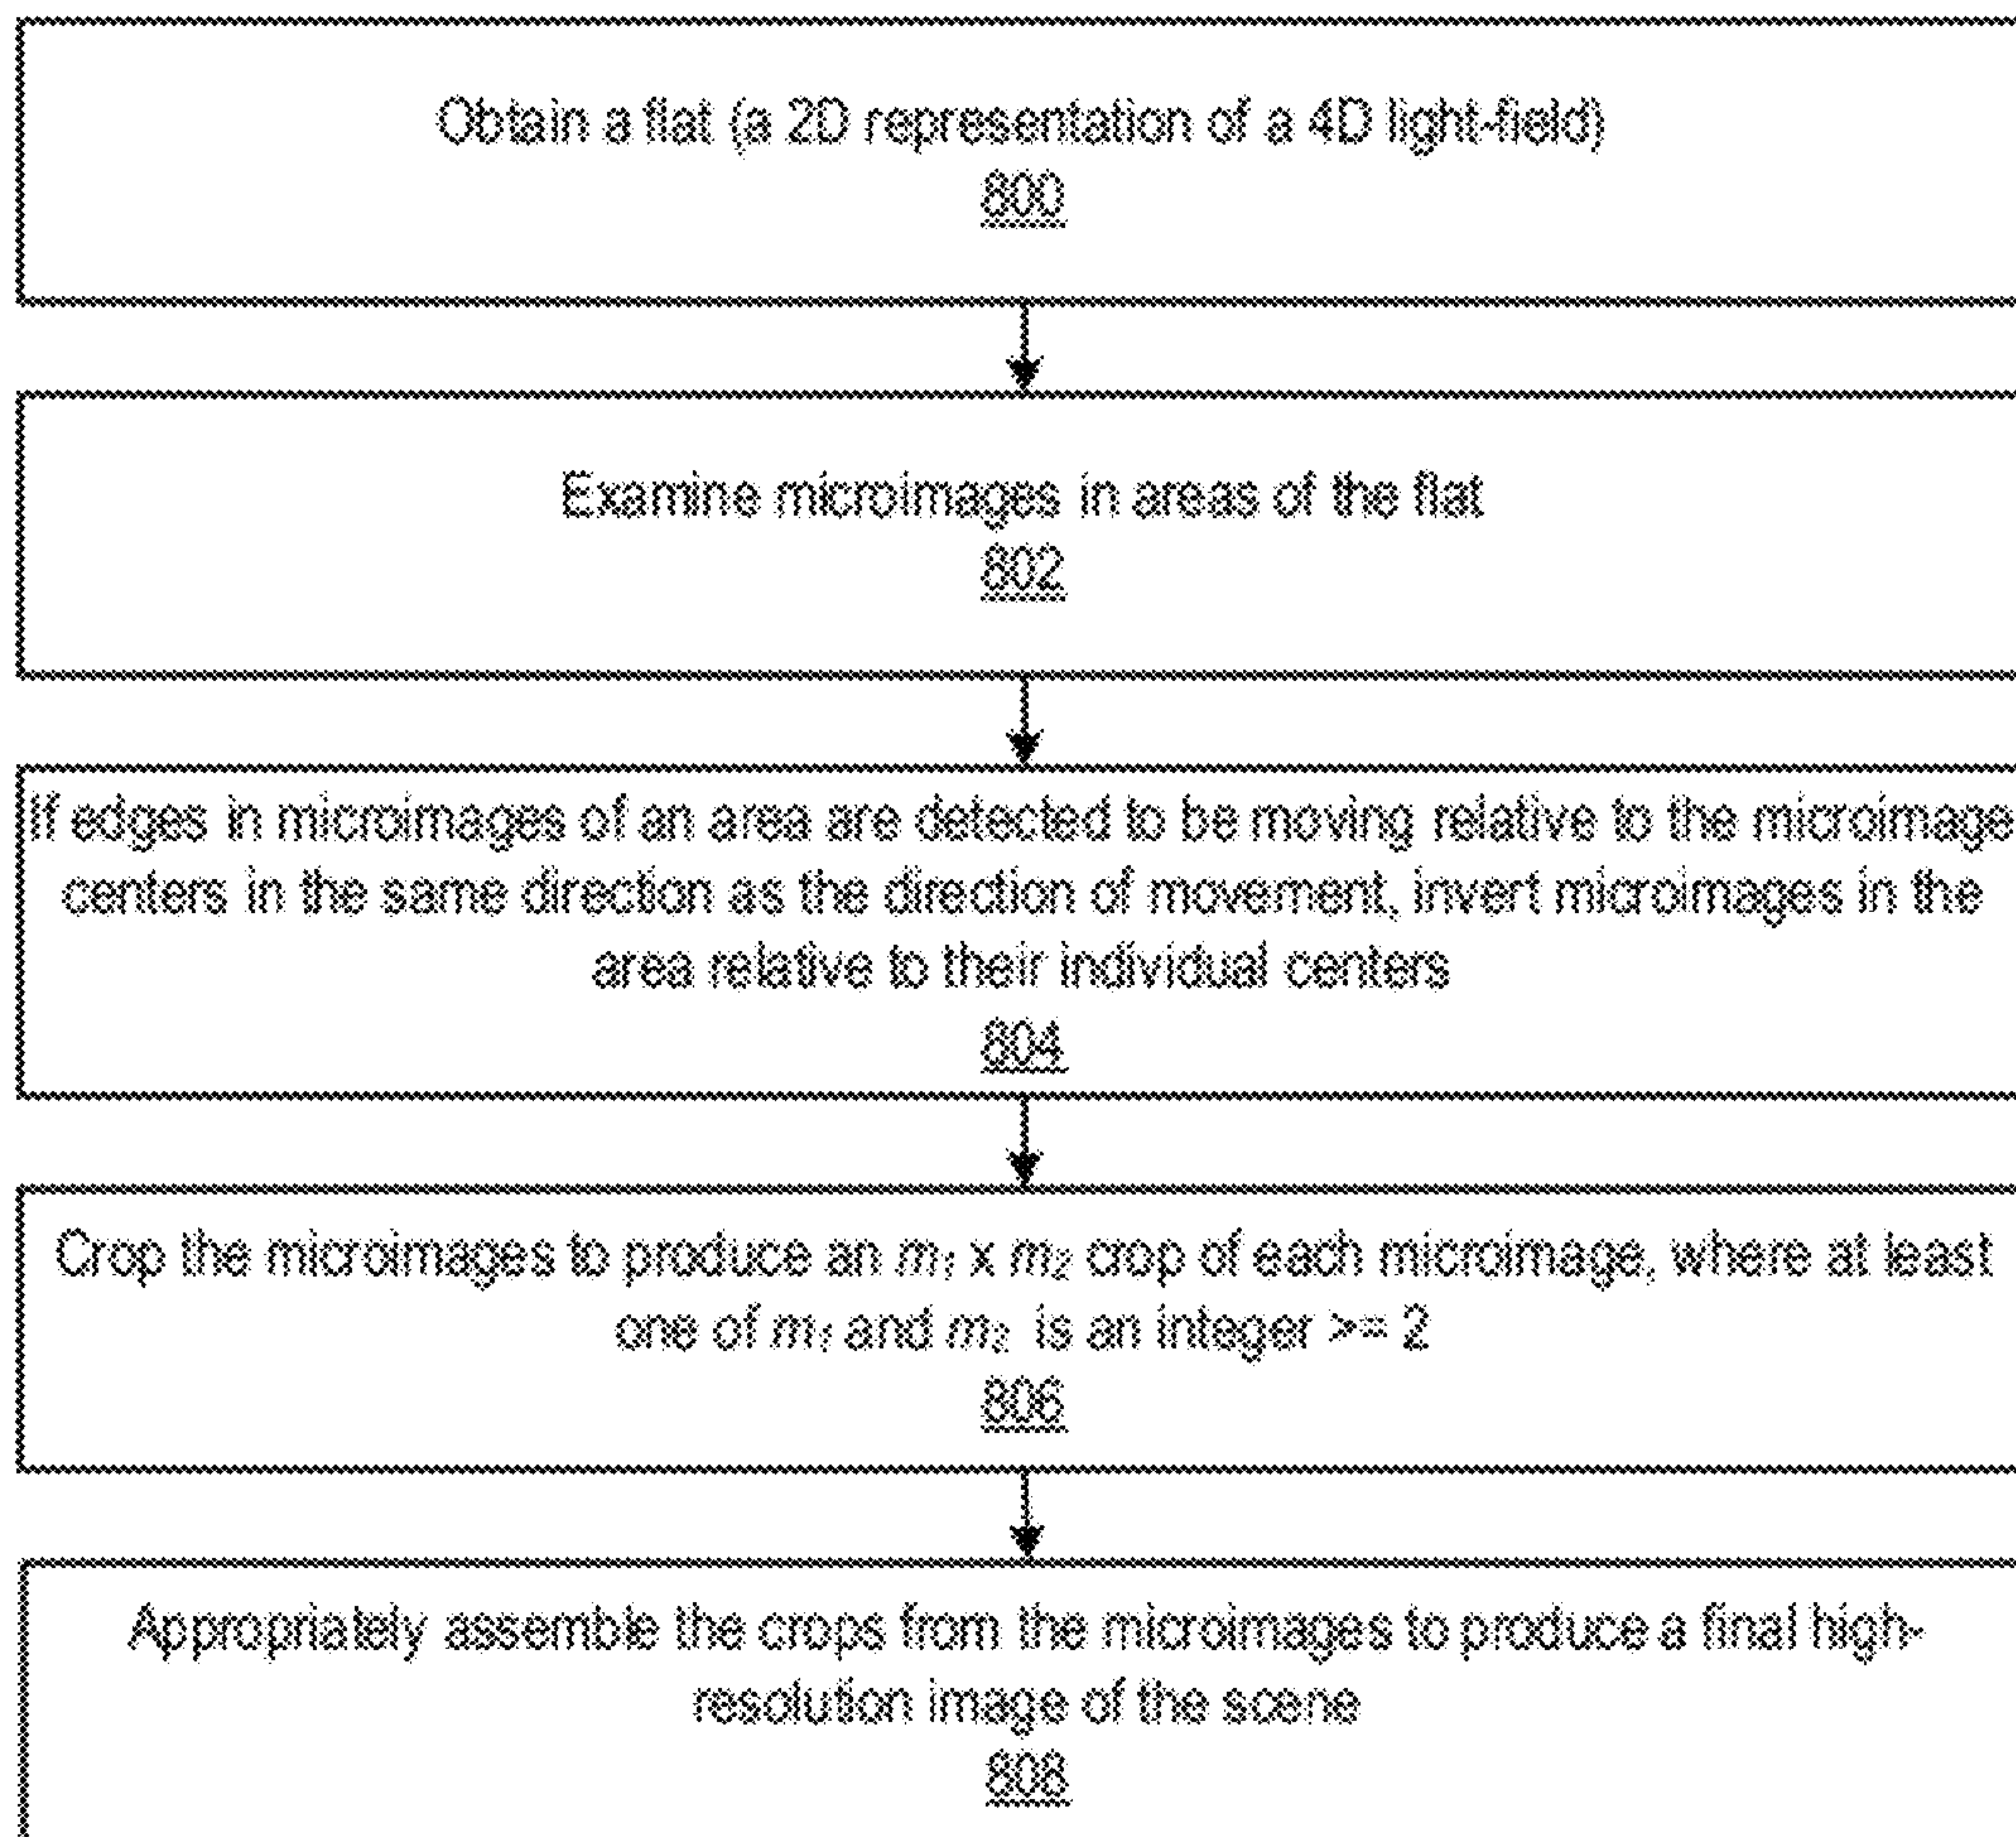 Obtain a flat (a 2D representation of a 4D light-field)
800
Examine microimages in areas of the flat
802
If edges in microimages of an area are detected to be moving relative to the microimage
centers in the same direction as the direction of movement, invert microimages in the
area relative to their individual centers
804
Crop the microimages to produce an m₁ x m₂ crop of each microimage, where at least
one of m₁ and m₂ is an integer >= 2
806
Appropriately assemble the crops from the microimages to produce a final high-
resolution image of the scene
808